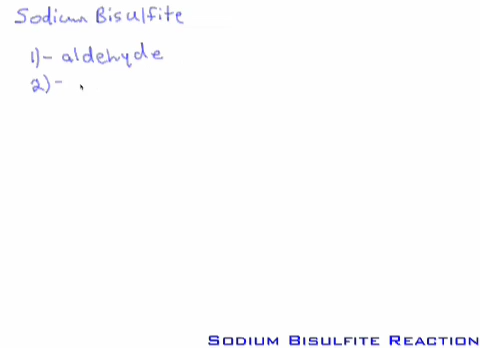 Sodium Bisulfite
1)- aldehyde
2)-
SODIUM BISULFITE REACTION